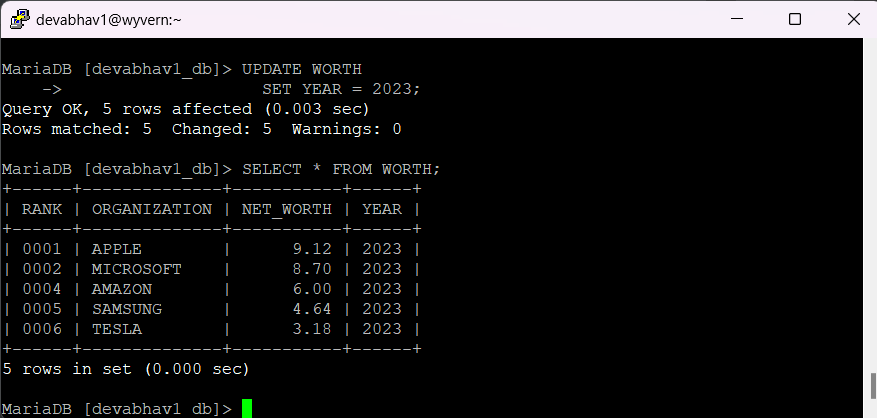 devabhav1@wyvern:~
MariaDB [devabhav1_db]> UPDATE WORTH
    ->                    SET YEAR = 2023;
Query OK, 5 rows affected (0.003 sec)
Rows matched: 5  Changed: 5  Warnings: 0
MariaDB [devabhav1_db]> SELECT * FROM WORTH;
+------+--------------+-----------+------+
| RANK | ORGANIZATION | NET_WORTH | YEAR |
+------+--------------+-----------+------+
| 0001 | APPLE        |      9.12 | 2023 |
| 0002 | MICROSOFT    |      8.70 | 2023 |
| 0004 | AMAZON       |      6.00 | 2023 |
| 0005 | SAMSUNG      |      4.64 | 2023 |
| 0006 | TESLA        |      3.18 | 2023 |
+------+--------------+-----------+------+
5 rows in set (0.000 sec)
MariaDB [devabhav1_db]>